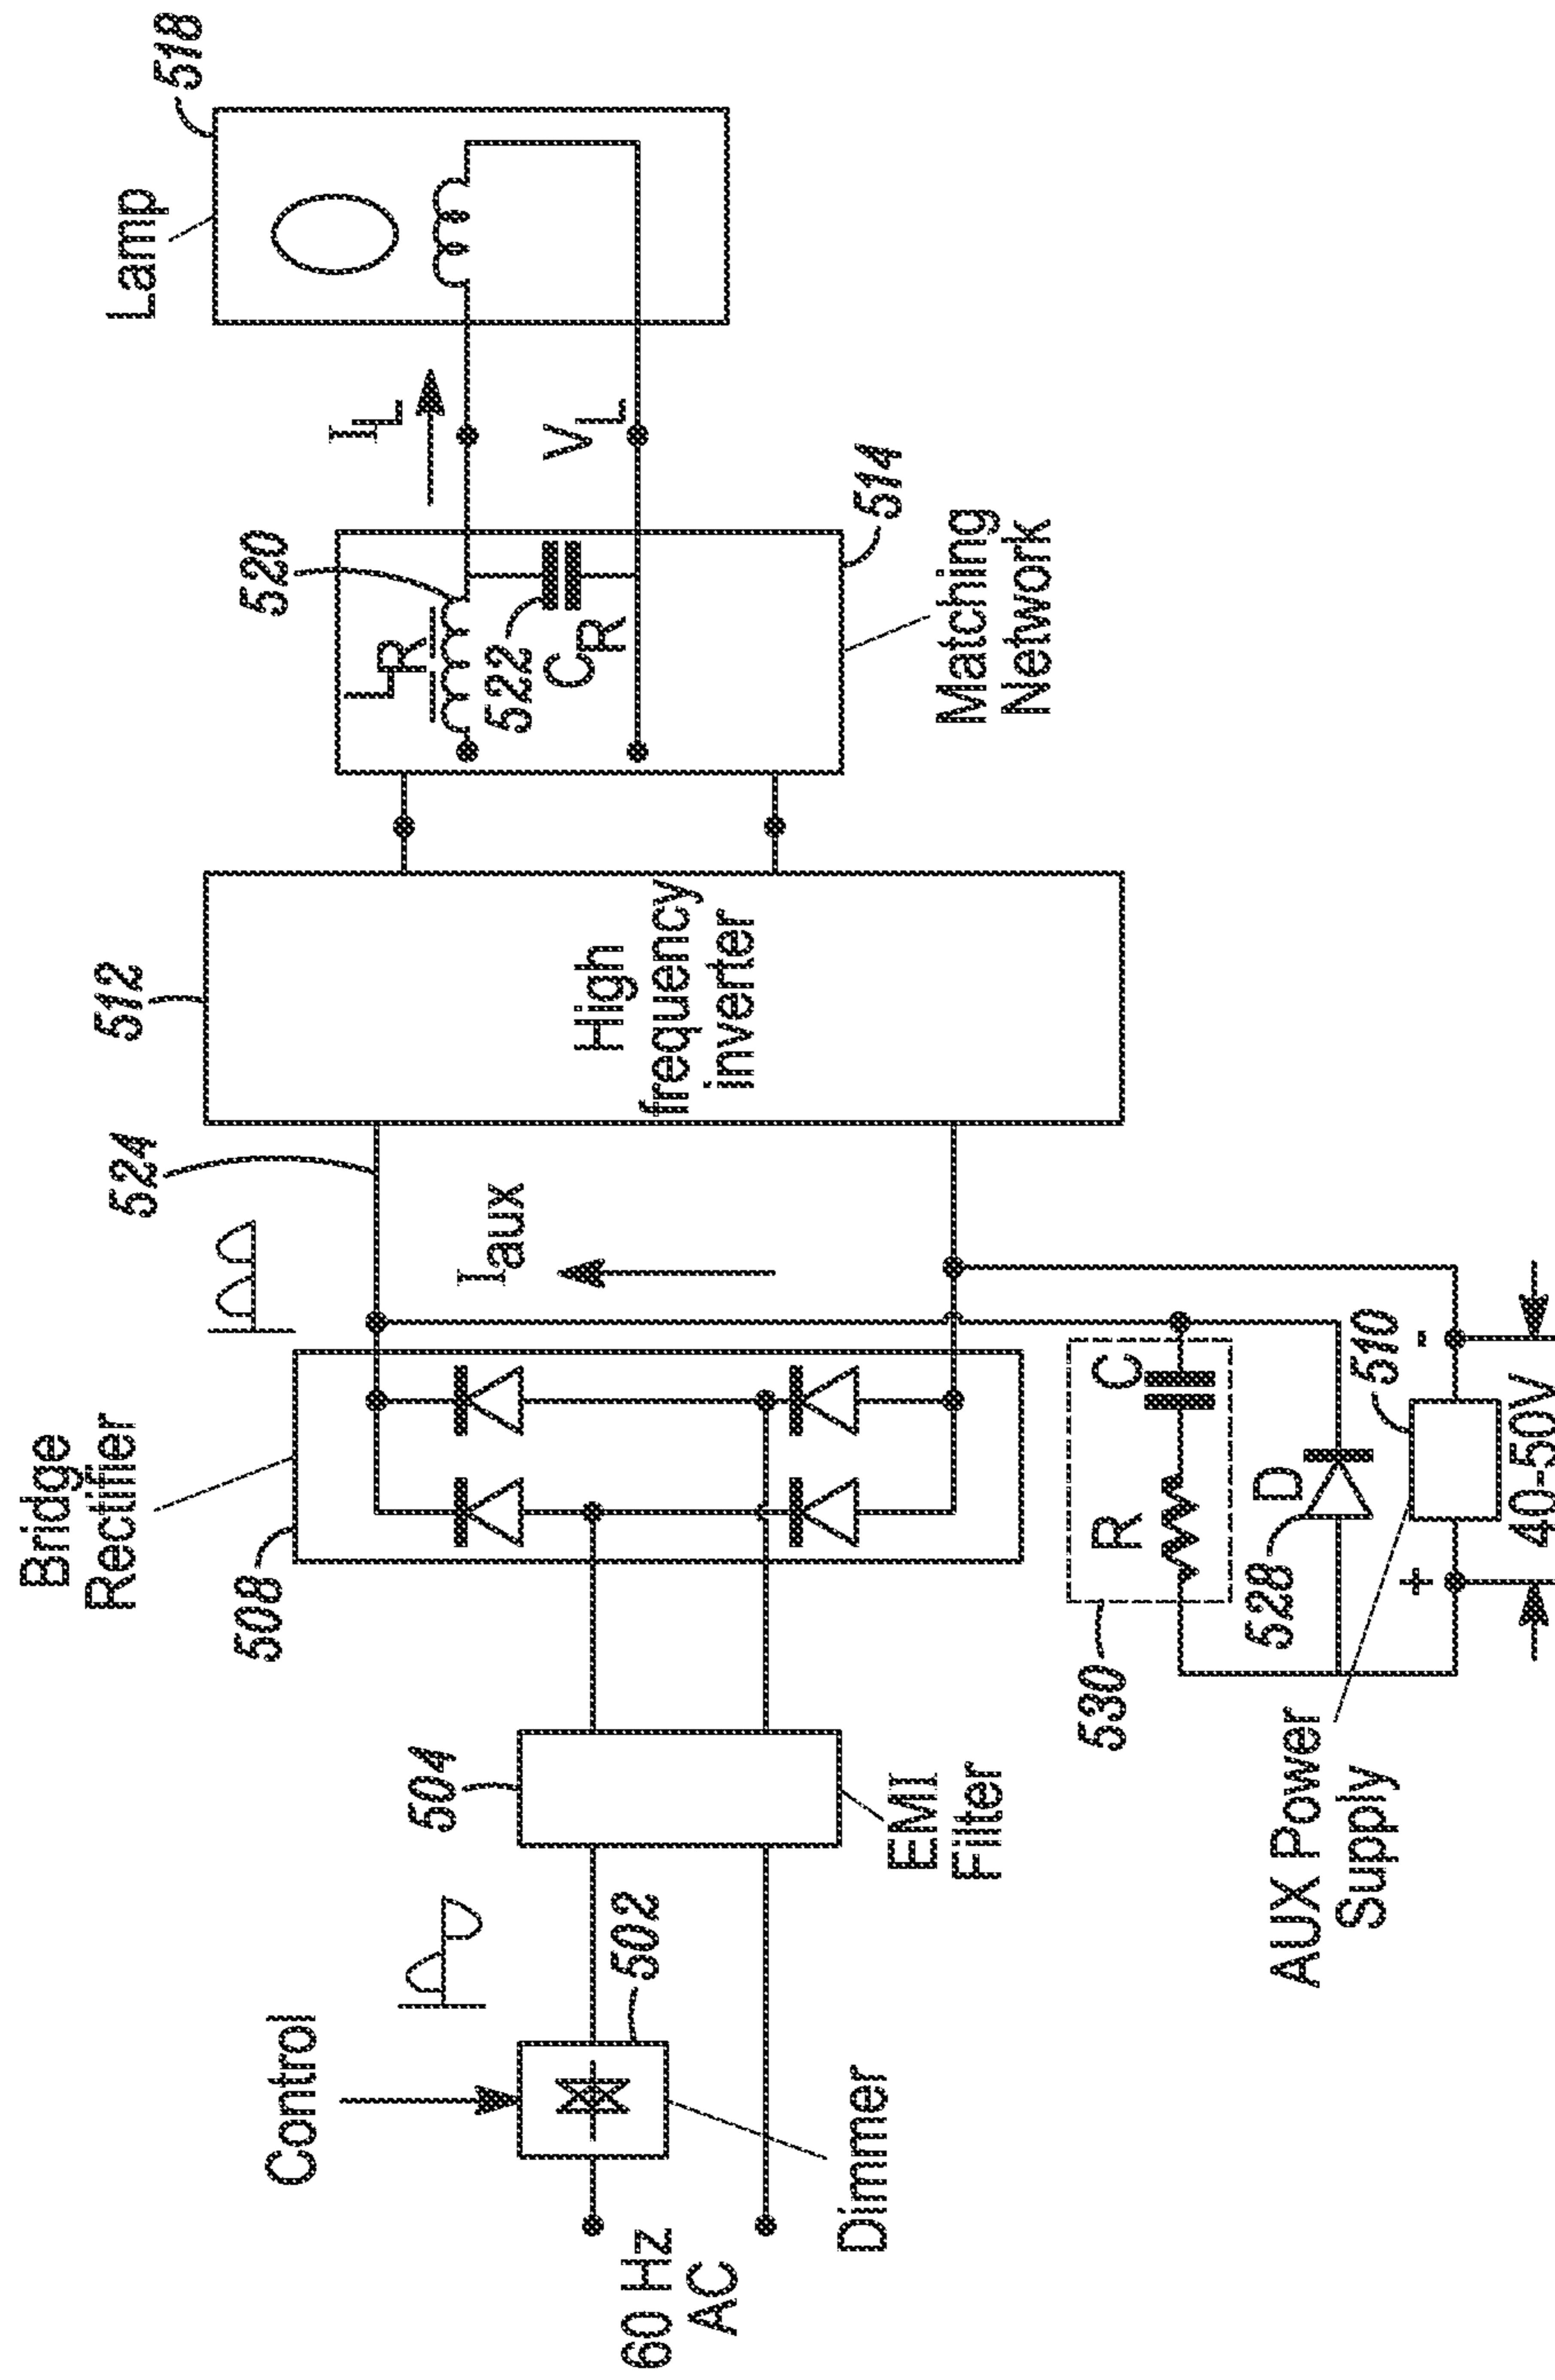 60 Hz
AC
Control
Dimmer
502
504
EMI
Filter
Bridge
Rectifier
508
524
I aux
512
High
frequency
inverter
520
L R
522
C R
514
Matching
Network
I L
V L
Lamp
518
530
R
C
528
D
AUX Power
Supply
510
+
-
40-50V